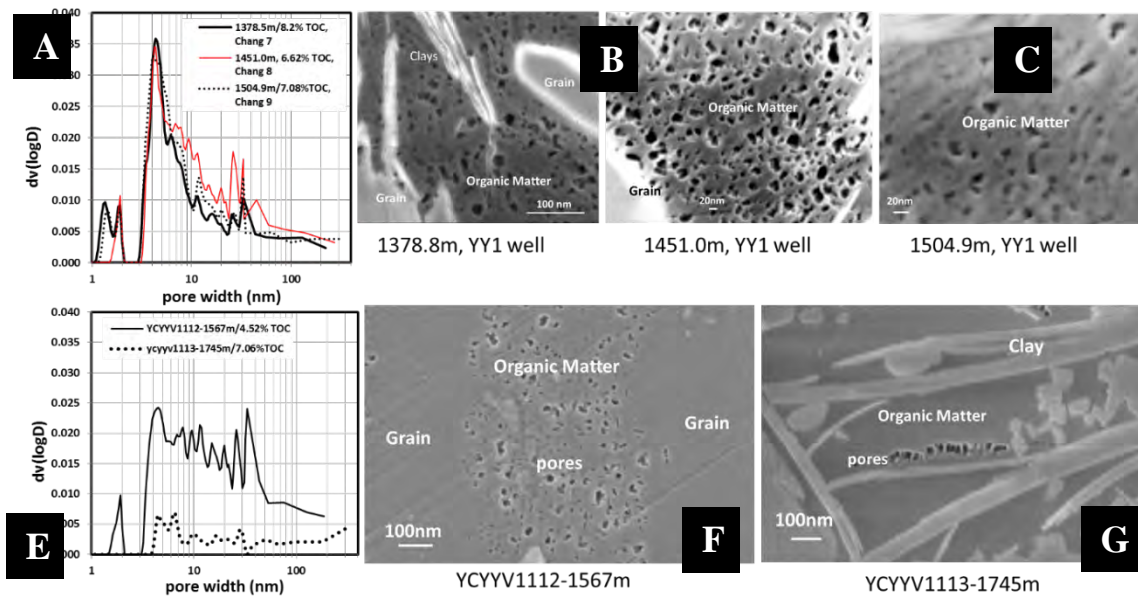 A
0.040
0.035
0.030
0.025
0.020
0.015
0.010
0.005
0.000
dv(logD)
1378.5m/8.2% TOC,
Chang 7
1451.0m, 6.62% TOC,
Chang 8
1504.9m/7.08%TOC,
Chang 9
1 10 100
pore width (nm)
Clays
Grain
Grain
Organic Matter
100 nm
1378.8m, YY1 well
B
Organic Matter
Grain
20nm
1451.0m, YY1 well
C
Organic Matter
20nm
1504.9m, YY1 well
E
0.040
0.035
0.030
0.025
0.020
0.015
0.010
0.005
0.000
dv(logD)
YCYYV1112-1567m/4.52% TOC
ycyyv1113-1745m/7.06%TOC
1 10 100
pore width (nm)
Organic Matter
Grain
Grain
pores
100nm
F
YCYYV1112-1567m
Clay
Organic Matter
pores
100nm
G
YCYYV1113-1745m